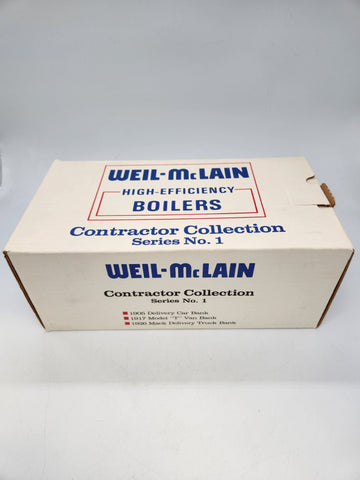 WEIL-McLAIN
HIGH-EFFICIENCY
BOILERS
Contractor Collection
Series No. 1
WEIL-McLAIN
Contractor Collection
Series No. 1
1905 Delivery Car Bank
1917 Model "T" Van Bank
1926 Mack Delivery Truck Bank